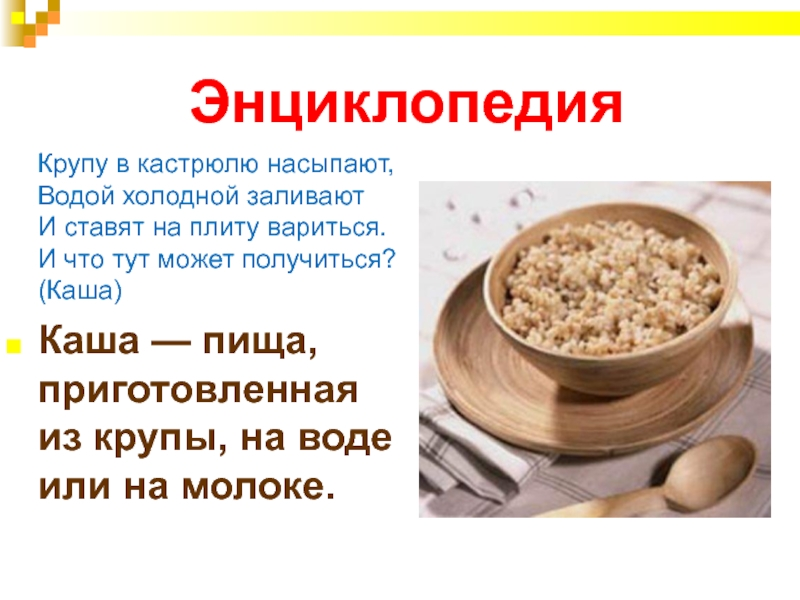 Энциклопедия
Крупу в кастрюлю насыпают,
Водой холодной заливают
И ставят на плиту вариться.
И что тут может получиться?
(Каша)
Каша — пища,
приготовленная
из крупы, на воде
или на молоке.